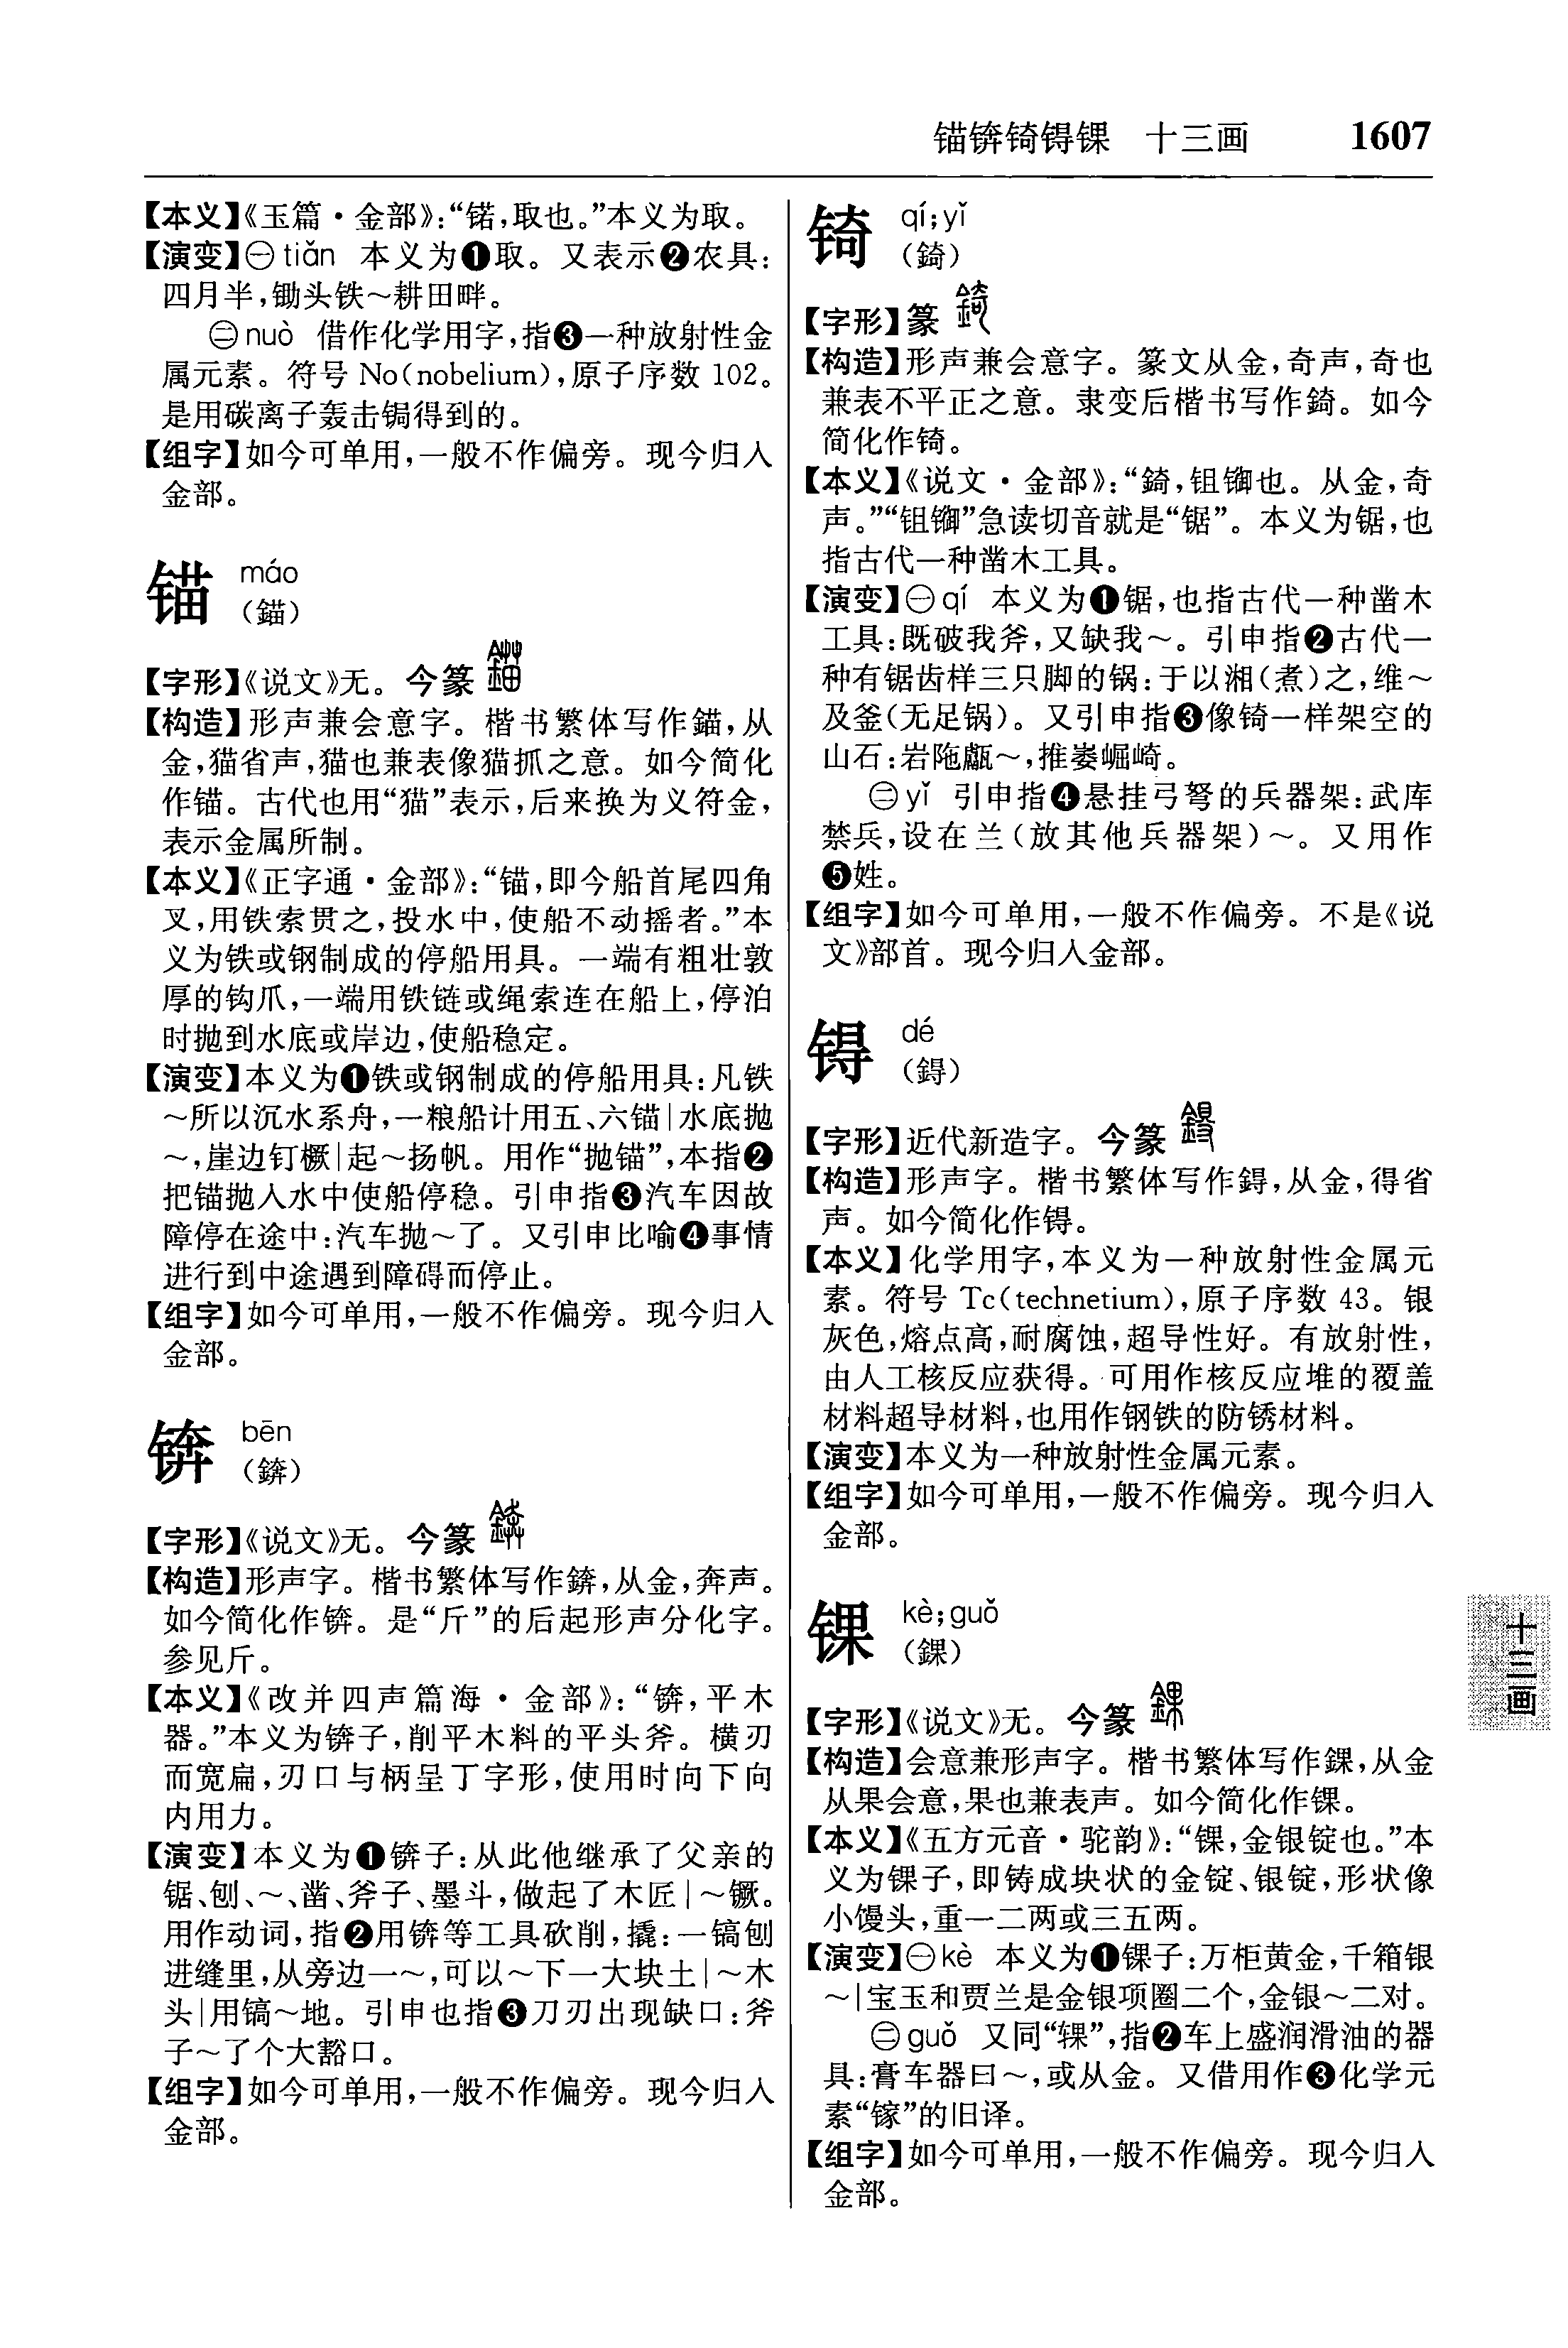 锚锛锜锝锞　十三画　1607
【本义】《玉篇·金部》：“锘，取也。”本义为取。
【演变】㊀tiǎn　本义为❶取。又表示❷农具：
四月半，锄头铁～耕田畔。
㊁nuò　借作化学用字，指❸一种放射性金
属元素。符号 No（nobelium），原子序数 102。
是用碳离子轰击锔得到的。
【组字】如今可单用，一般不作偏旁。现今归入
金部。
锚　máo
（錨）
【字形】《说文》无。今篆
【构造】形声兼会意字。楷书繁体写作錨，从
金，猫省声，猫也兼表像猫抓之意。如今简化
作锚。古代也用“猫”表示，后来换为义符金，
表示金属所制。
【本义】《正字通·金部》：“锚，即今船首尾四角
叉，用铁索贯之，投水中，使船不动摇者。”本
义为铁或钢制成的停船用具。一端有粗壮敦
厚的钩爪，一端用铁链或绳索连在船上，停泊
时抛到水底或岸边，使船稳定。
【演变】本义为❶铁或钢制成的停船用具：凡铁
～所以沉水系舟，一粮船计用五、六锚|水底抛
～，崖边钉橛|起～扬帆。用作“抛锚”，本指❷
把锚抛入水中使船停稳。引申指❸汽车因故
障停在途中：汽车抛～了。又引申比喻❹事情
进行到中途遇到障碍而停止。
【组字】如今可单用，一般不作偏旁。现今归入
金部。
锛　bēn
（錛）
【字形】《说文》无。今篆
【构造】形声字。楷书繁体写作錛，从金，奔声。
如今简化作锛。是“斤”的后起形声分化字。
参见斤。
【本义】《改并四声篇海·金部》：“锛，平木
器。”本义为锛子，削平木料的平头斧。横刃
而宽扁，刃口与柄呈丁字形，使用时向下向
内用力。
【演变】本义为❶锛子：从此他继承了父亲的
锯、刨、～、凿、斧子、墨斗，做起了木匠|～镢。
用作动词，指❷用锛等工具砍削，撬：一镐刨
进缝里，从旁边一～，可以～下一大块土|～木
头|用镐～地。引申也指❸刀刃出现缺口：斧
子～了个大豁口。
【组字】如今可单用，一般不作偏旁。现今归入
金部。
锜　qí；yǐ
（錡）
【字形】篆
【构造】形声兼会意字。篆文从金，奇声，奇也
兼表不平正之意。隶变后楷书写作錡。如今
简化作锜。
【本义】《说文·金部》：“錡，鉏䥏也。从金，奇
声。”“鉏䥏”急读切音就是“锯”。本义为锯，也
指古代一种凿木工具。
【演变】㊀qí　本义为❶锯，也指古代一种凿木
工具：既破我斧，又缺我～。引申指❷古代一
种有锯齿样三只脚的锅：于以湘（煮）之，维～
及釜（无足锅）。又引申指❸像锜一样架空的
山石：岩陁甗～，摧崣崛崎。
㊁yǐ　引申指❹悬挂弓弩的兵器架：武库
禁兵，设在兰（放其他兵器架）～。又用作
❺姓。
【组字】如今可单用，一般不作偏旁。不是《说
文》部首。现今归入金部。
锝　dé
（鍀）
【字形】近代新造字。今篆
【构造】形声字。楷书繁体写作鍀，从金，得省
声。如今简化作锝。
【本义】化学用字，本义为一种放射性金属元
素。符号 Tc（technetium），原子序数 43。银
灰色，熔点高，耐腐蚀，超导性好。有放射性，
由人工核反应获得。可用作核反应堆的覆盖
材料超导材料，也用作钢铁的防锈材料。
【演变】本义为一种放射性金属元素。
【组字】如今可单用，一般不作偏旁。现今归入
金部。
锞　kè；guǒ
（錁）
【字形】《说文》无。今篆
【构造】会意兼形声字。楷书繁体写作錁，从金
从果会意，果也兼表声。如今简化作锞。
【本义】《五方元音·驼韵》：“锞，金银锭也。”本
义为锞子，即铸成块状的金锭、银锭，形状像
小馒头，重一二两或三五两。
【演变】㊀kè　本义为❶锞子：万柜黄金，千箱银
～|宝玉和贾兰是金银项圈二个，金银～二对。
㊁guǒ　又同“輠”，指❷车上盛润滑油的器
具：膏车器曰～，或从金。又借用作❸化学元
素“镓”的旧译。
【组字】如今可单用，一般不作偏旁。现今归入
金部。
十三画